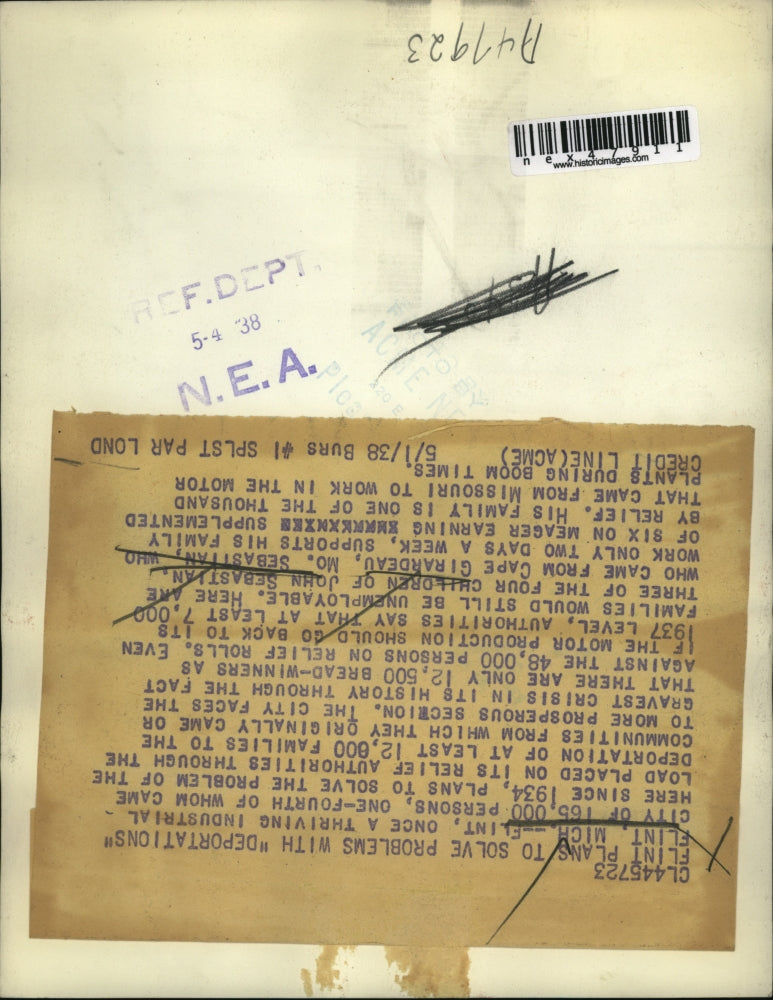 A47923
nex47911
www.historicimages.com
REF. DEPT.
5-4 '38
N.E.A.
ACME
CL445723
FLINT PLANS TO SOLVE PROBLEMS WITH "DEPORTATIONS"
FLINT, MICH.--FLINT, ONCE A THRIVING INDUSTRIAL
CITY OF 165,000 PERSONS, ONE-FOURTH OF WHOM CAME
HERE SINCE 1934, PLANS TO SOLVE THE PROBLEM OF THE
LOAD PLACED ON ITS RELIEF AUTHORITIES THROUGH THE
DEPORTATION OF AT LEAST 12,600 FAMILIES TO THE
COMMUNITIES FROM WHICH THEY ORIGINALLY CAME OR
TO MORE PROSPEROUS SECTION. THE CITY FACES THE
GRAVEST CRISIS IN ITS HISTORY THROUGH THE FACT
THAT THERE ARE ONLY 12,500 BREAD-WINNERS AS
AGAINST THE 48,000 PERSONS ON RELIEF ROLLS. EVEN
IF THE MOTOR PRODUCTION SHOULD GO BACK TO ITS
1937 LEVEL, AUTHORITIES SAY THAT AT LEAST 7,000
FAMILIES WOULD STILL BE UNEMPLOYABLE. HERE ARE
THREE OF THE FOUR CHILDREN OF JOHN SEBASTIAN,
WHO CAME FROM CAPE GIRARDEAU, MO. SEBASTIAN, WHO
WORK ONLY TWO DAYS A WEEK, SUPPORTS HIS FAMILY
OF SIX ON MEAGER EARNING SUPPLEMENTED
BY RELIEF. HIS FAMILY IS ONE OF THE THOUSAND
THAT CAME FROM MISSOURI TO WORK IN THE MOTOR
PLANTS DURING BOOM TIMES.
CREDIT LINE(ACME) 5/1/38 BURS #1 SPLST PAR LOND